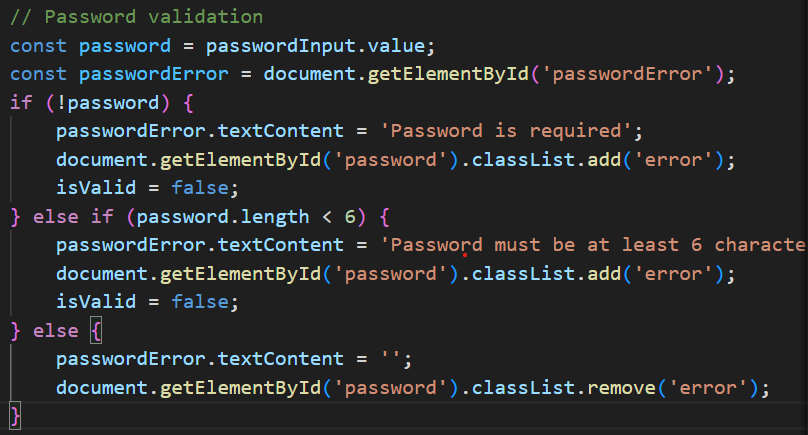 // Password validation
const password = passwordInput.value;
const passwordError = document.getElementById('passwordError');
if (!password) {
    passwordError.textContent = 'Password is required';
    document.getElementById('password').classList.add('error');
    isValid = false;
} else if (password.length < 6) {
    passwordError.textContent = 'Password must be at least 6 characte
    document.getElementById('password').classList.add('error');
    isValid = false;
} else {
    passwordError.textContent = '';
    document.getElementById('password').classList.remove('error');
}